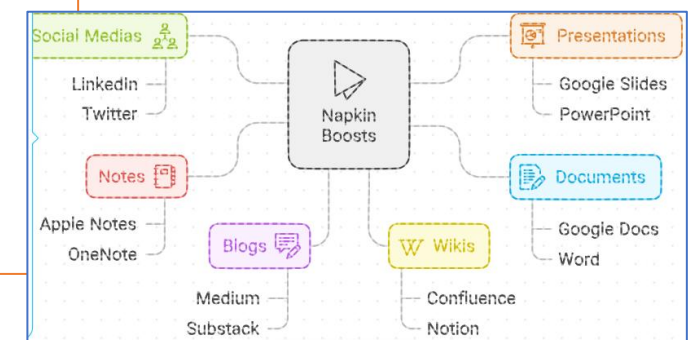 Social Medias
LinkedIn
Twitter
Notes
Apple Notes
OneNote
Napkin
Boosts
Blogs
Medium
Substack
Wikis
Confluence
Notion
Presentations
Google Slides
PowerPoint
Documents
Google Docs
Word